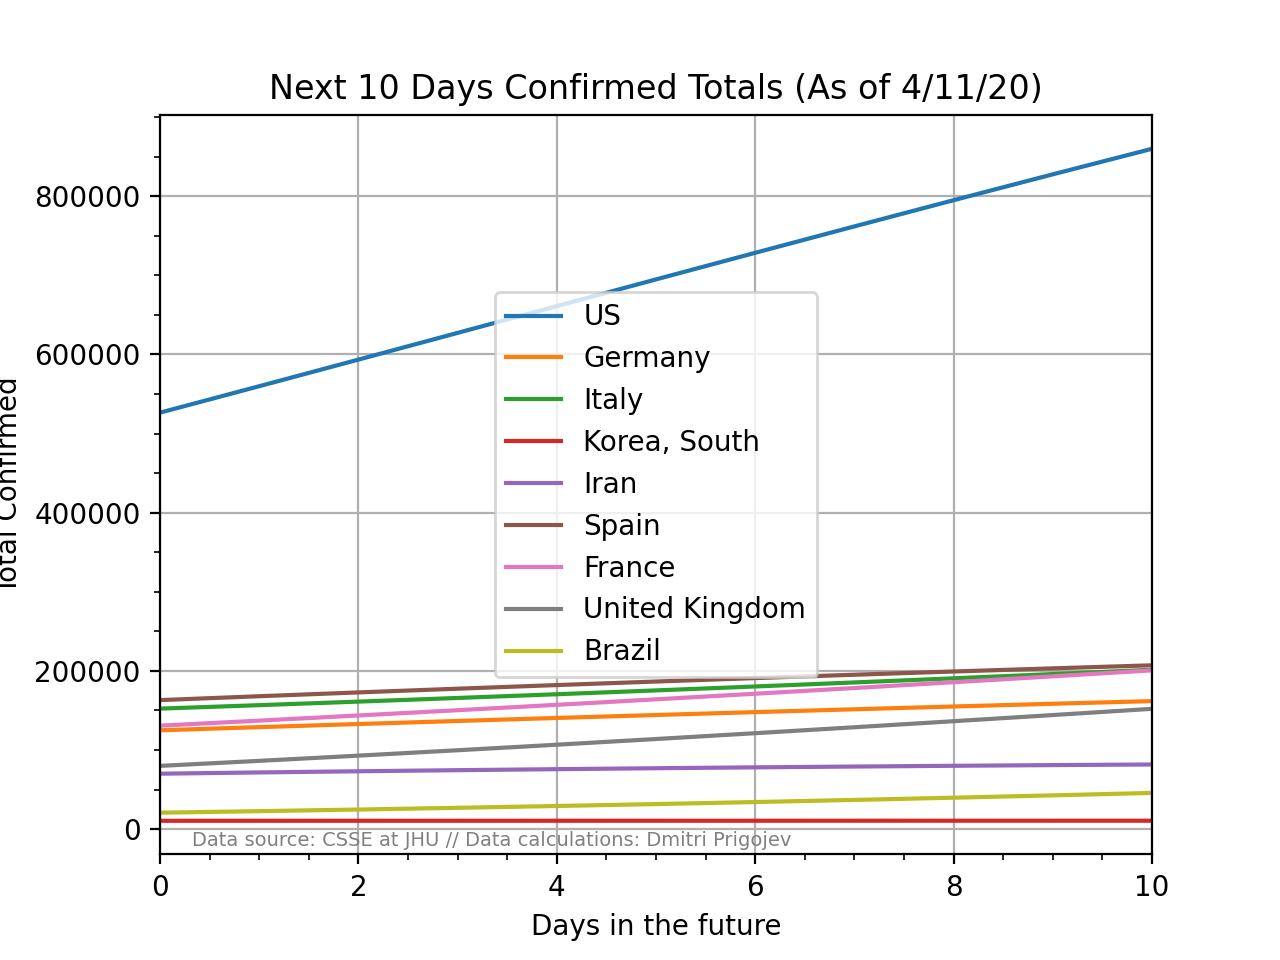 Next 10 Days Confirmed Totals (As of 4/11/20)
800000
600000
400000
200000
0
Total Confirmed
US
Germany
Italy
Korea, South
Iran
Spain
France
United Kingdom
Brazil
Data source: CSSE at JHU // Data calculations: Dmitri Prigojev
0 2 4 6 8 10
Days in the future